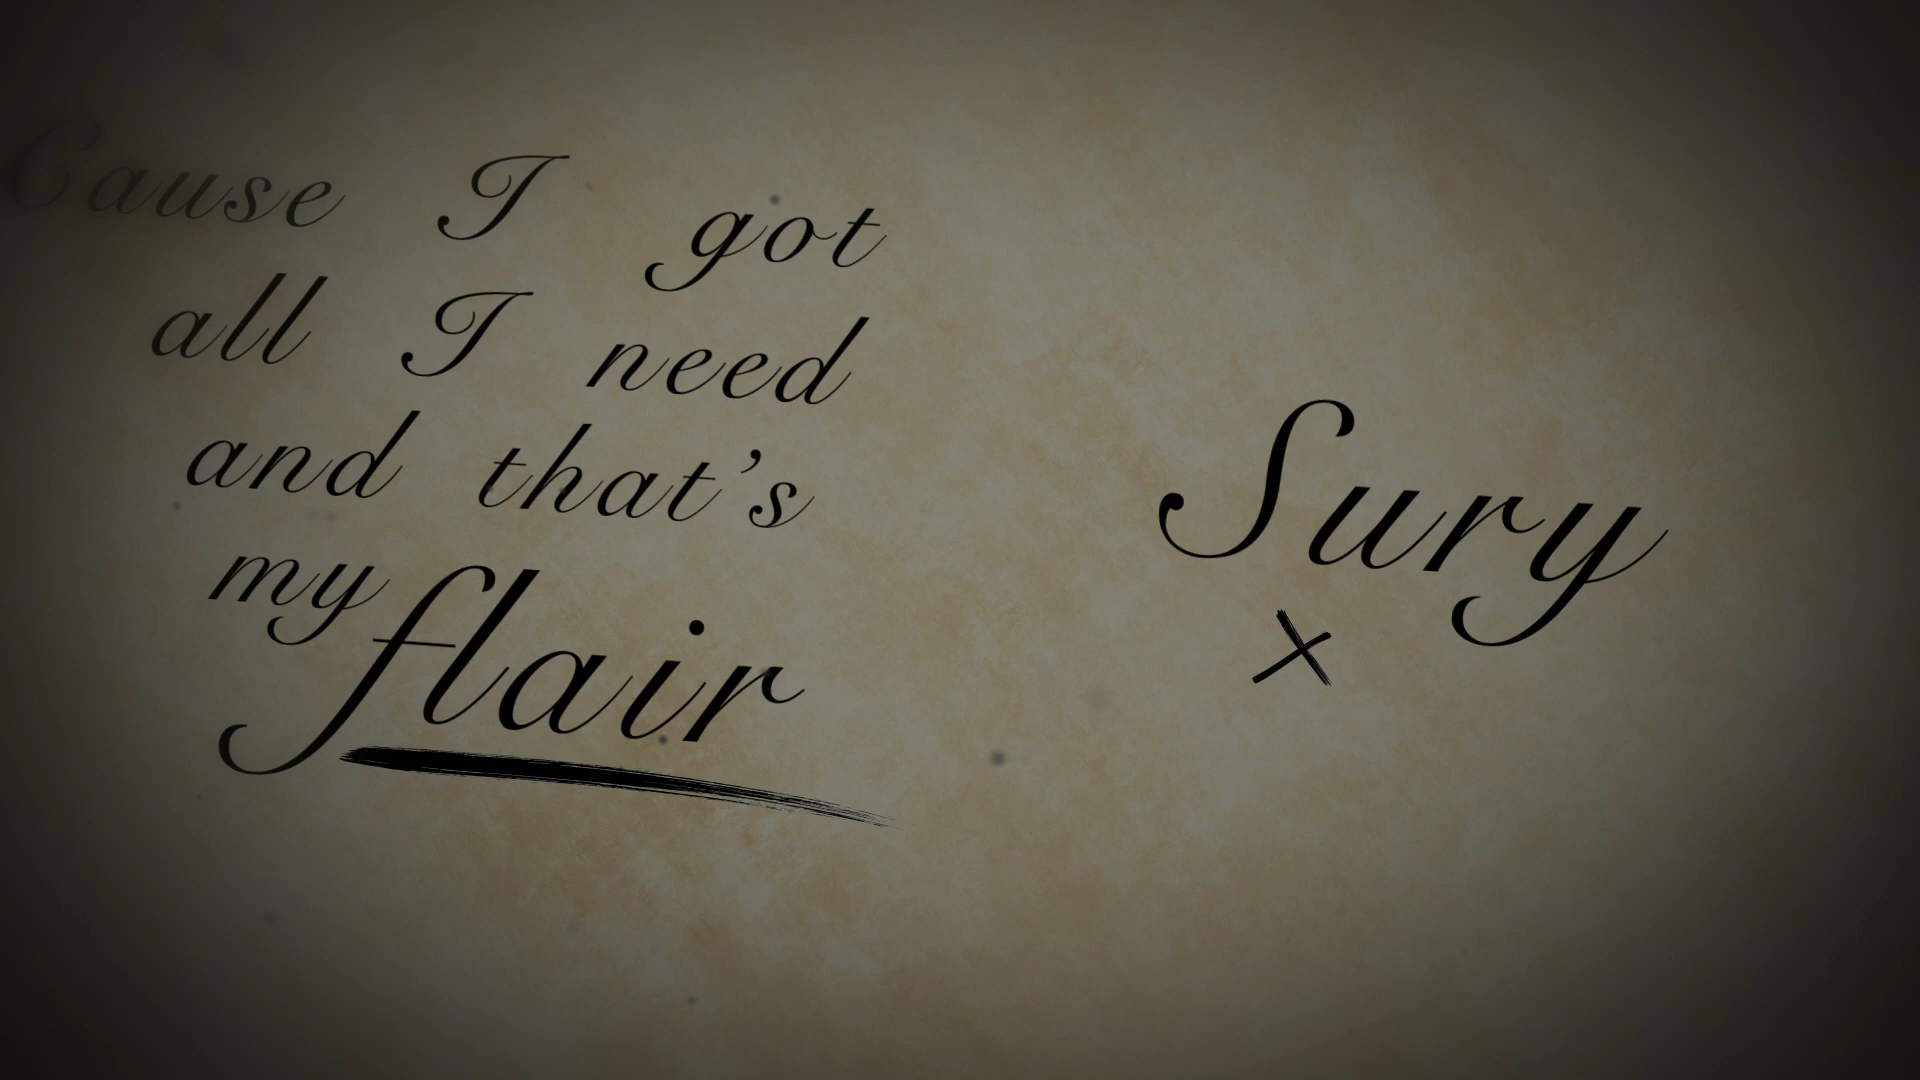 Cause I got
all I need
and that's
my flair
Sury
x